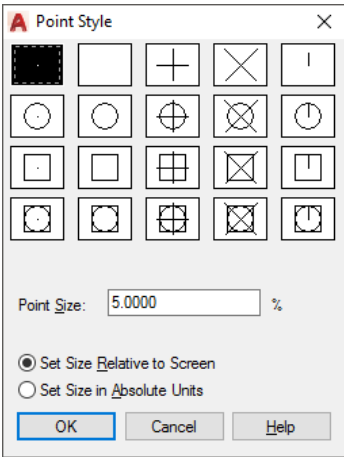 Point Style
Point Size: 5.0000 %
Set Size Relative to Screen
Set Size in Absolute Units
OK Cancel Help